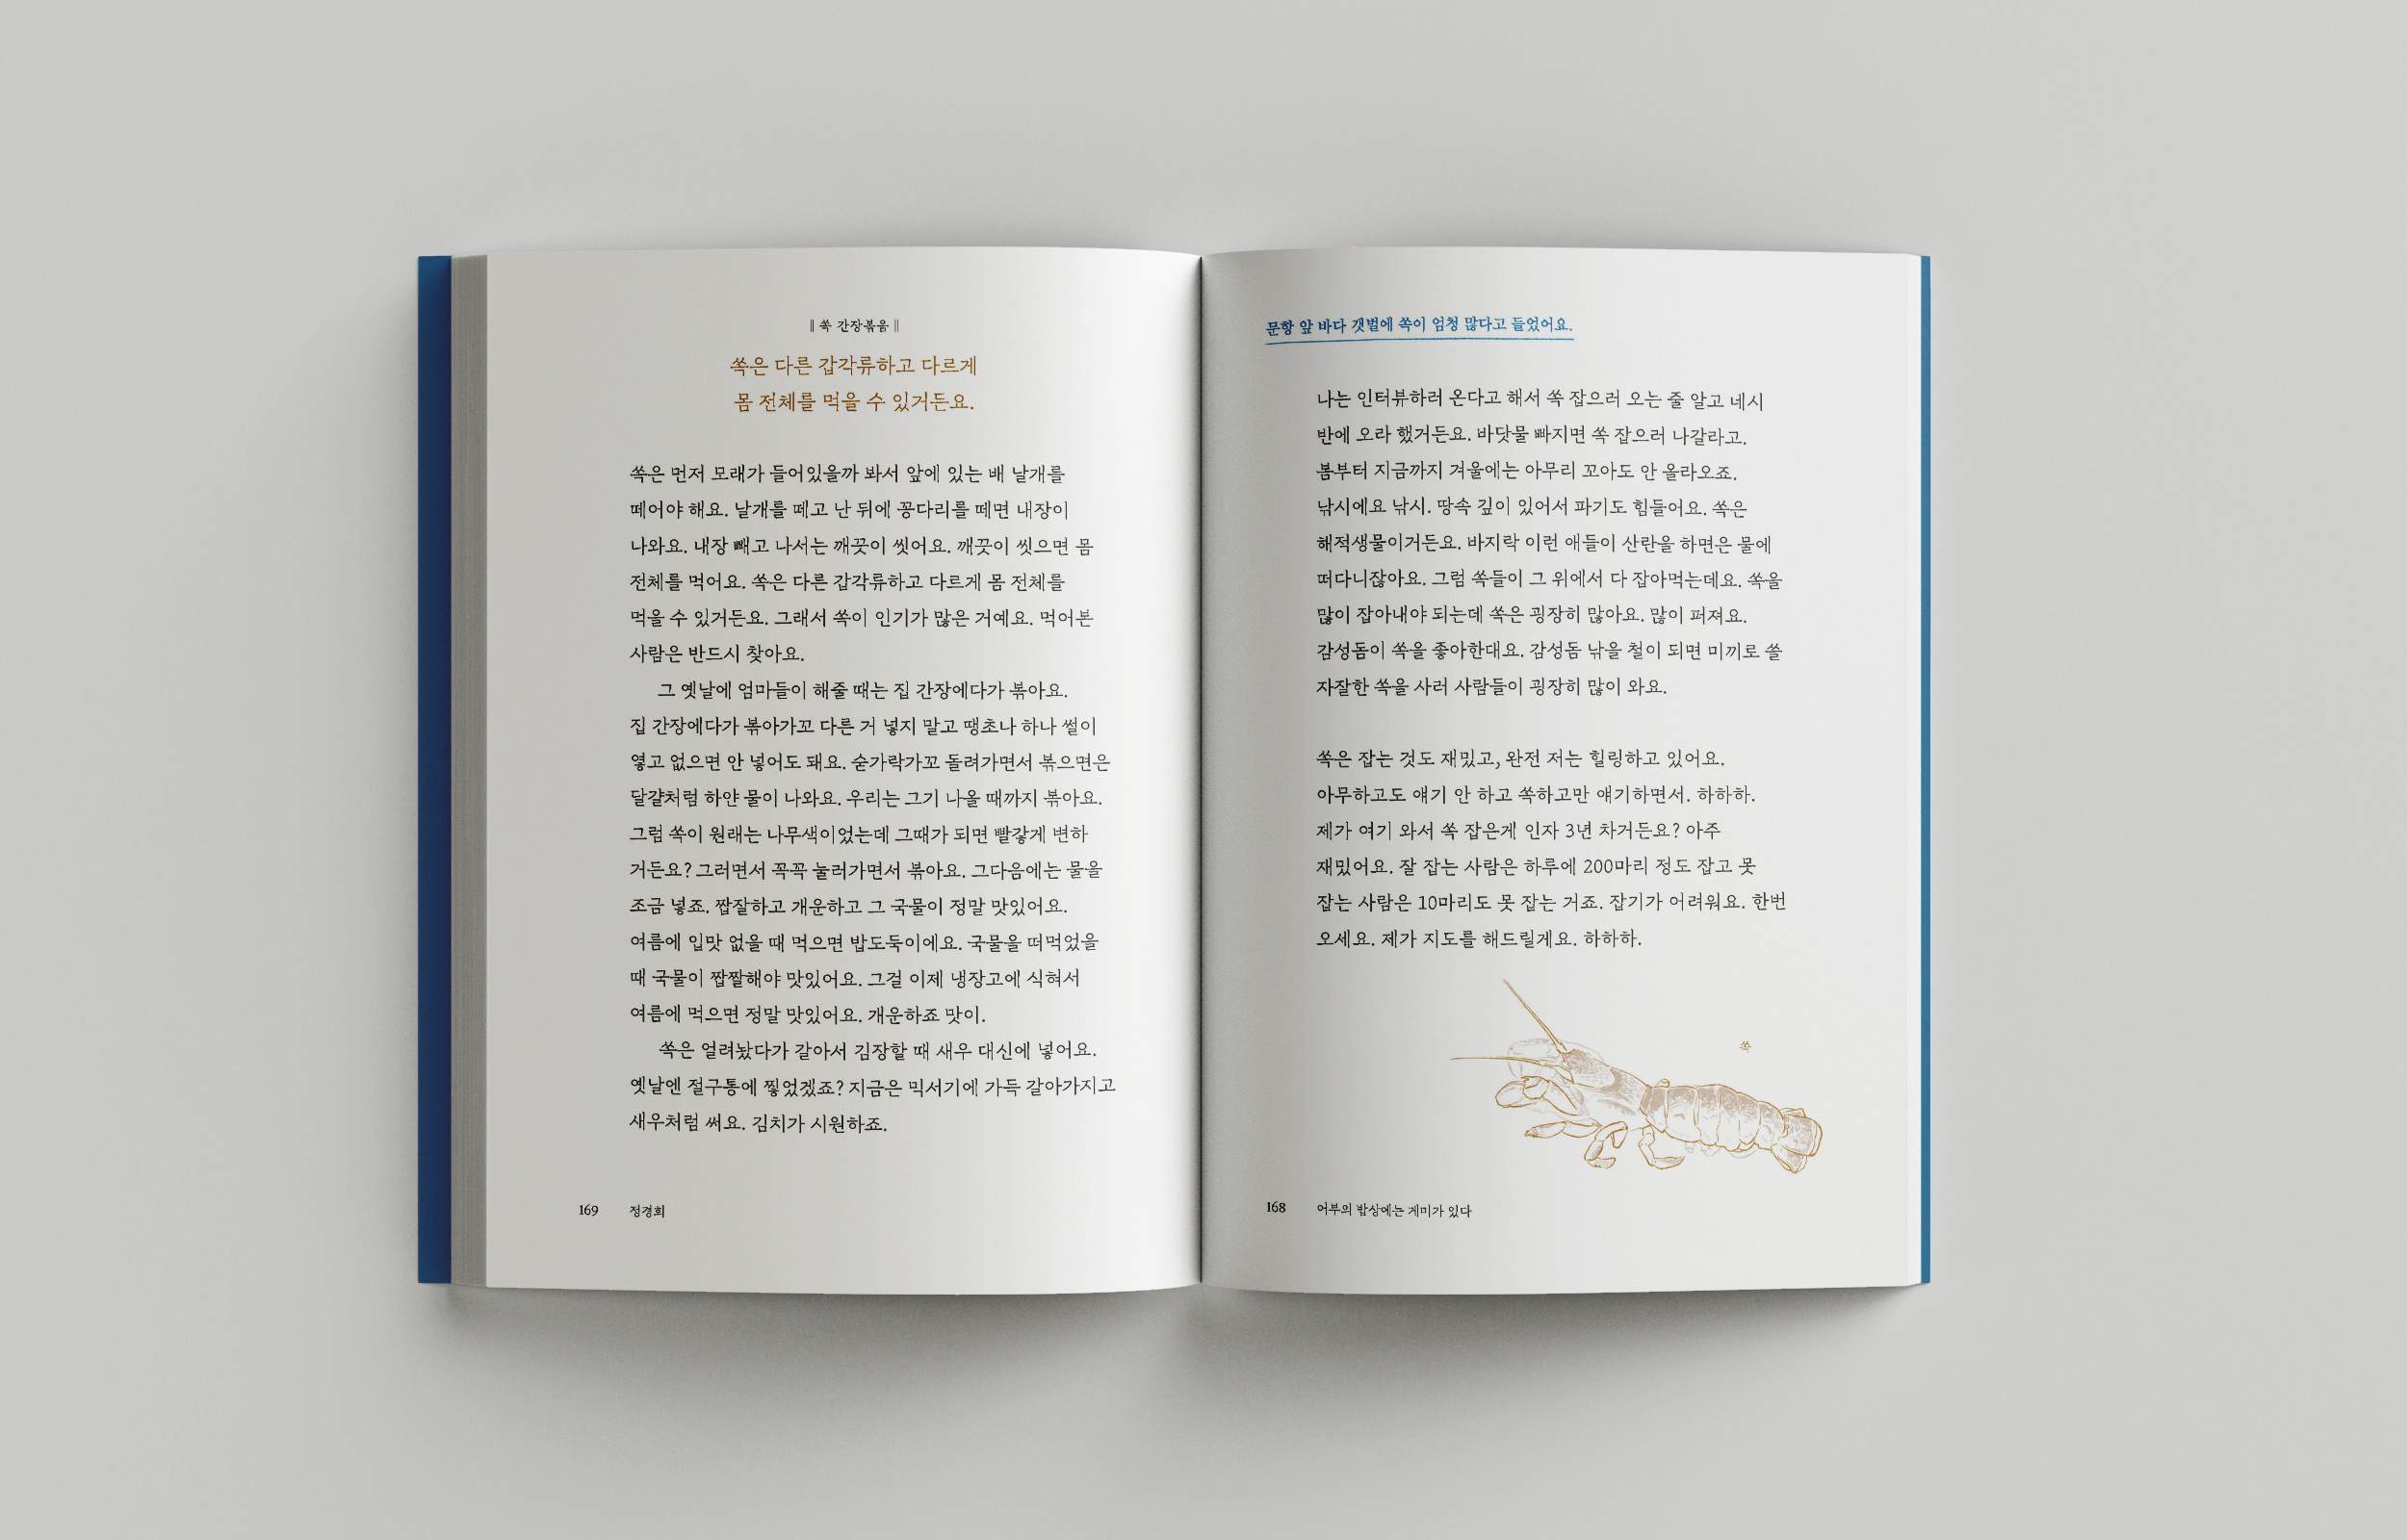 ‖ 쏙 간장볶음 ‖
쏙은 다른 갑각류하고 다르게
몸 전체를 먹을 수 있거든요.
쏙은 먼저 모래가 들어있을까 봐서 앞에 있는 배 날개를
떼어야 해요. 날개를 떼고 난 뒤에 꽁다리를 떼면 내장이
나와요. 내장 빼고 나서는 깨끗이 씻어요. 깨끗이 씻으면 몸
전체를 먹어요. 쏙은 다른 갑각류하고 다르게 몸 전체를
먹을 수 있거든요. 그래서 쏙이 인기가 많은 거예요. 먹어본
사람은 반드시 찾아요.
그 옛날에 엄마들이 해줄 때는 집 간장에다가 볶아요.
집 간장에다가 볶아가꼬 다른 거 넣지 말고 땡초나 하나 썰이
옇고 없으면 안 넣어도 돼요. 숟가락가꼬 돌려가면서 볶으면은
달걀처럼 하얀 물이 나와요. 우리는 그기 나올 때까지 볶아요.
그럼 쏙이 원래는 나무색이었는데 그때가 되면 빨갛게 변하
거든요? 그러면서 꼭꼭 눌러가면서 볶아요. 그다음에는 물을
조금 넣죠. 짭잘하고 개운하고 그 국물이 정말 맛있어요.
여름에 입맛 없을 때 먹으면 밥도둑이에요. 국물을 떠먹었을
때 국물이 짭짤해야 맛있어요. 그걸 이제 냉장고에 식혀서
여름에 먹으면 정말 맛있어요. 개운하죠 맛이.
쏙은 얼려놨다가 갈아서 김장할 때 새우 대신에 넣어요.
옛날엔 절구통에 찧었겠죠? 지금은 믹서기에 가득 갈아가지고
새우처럼 써요. 김치가 시원하죠.
169 정경희
문항 앞 바다 갯벌에 쏙이 엄청 많다고 들었어요.
나는 인터뷰하러 온다고 해서 쏙 잡으러 오는 줄 알고 네시
반에 오라 했거든요. 바닷물 빠지면 쏙 잡으러 나갈라고.
봄부터 지금까지 겨울에는 아무리 꼬아도 안 올라오죠.
낚시에요 낚시. 땅속 깊이 있어서 파기도 힘들어요. 쏙은
해적생물이거든요. 바지락 이런 애들이 산란을 하면은 물에
떠다니잖아요. 그럼 쏙들이 그 위에서 다 잡아먹는데요. 쏙을
많이 잡아내야 되는데 쏙은 굉장히 많아요. 많이 퍼져요.
감성돔이 쏙을 좋아한대요. 감성돔 낚을 철이 되면 미끼로 쓸
자잘한 쏙을 사러 사람들이 굉장히 많이 와요.
쏙은 잡는 것도 재밌고, 완전 저는 힐링하고 있어요.
아무하고도 얘기 안 하고 쏙하고만 얘기하면서. 하하하.
제가 여기 와서 쏙 잡은게 인자 3년 차거든요? 아주
재밌어요. 잘 잡는 사람은 하루에 200마리 정도 잡고 못
잡는 사람은 10마리도 못 잡는 거죠. 잡기가 어려워요. 한번
오세요. 제가 지도를 해드릴게요. 하하하.
쏙
168 어부의 밥상에는 게미가 있다